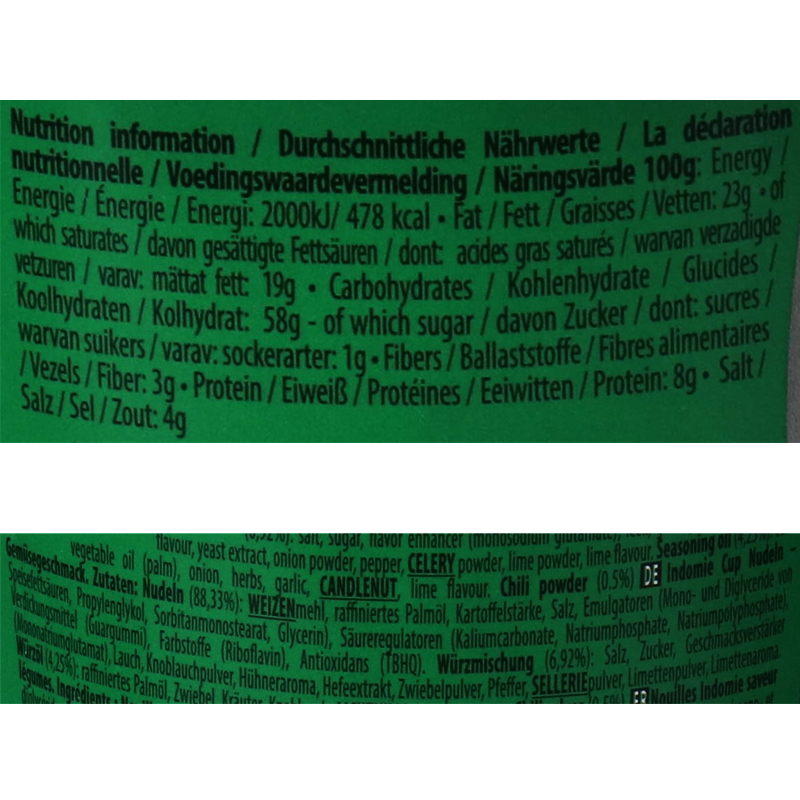 Nutrition information / Durchschnittliche Nährwerte / La déclaration
nutritionnelle / Voedingswaardevermelding / Näringsvärde 100g: Energy /
Energie / Énergie / Energi: 2000kJ/ 478 kcal • Fat / Fett / Graisses / Vetten: 23g • of
which saturates / davon gesättigte Fettsäuren / dont: acides gras saturés / warvan verzadigde
vetzuren / varav: mättat fett: 19g • Carbohydrates / Kohlenhydrate / Glucides /
Koolhydraten / Kolhydrat: 58g - of which sugar / davon Zucker / dont: sucres /
warvan suikers / varav: sockerarter: 1g • Fibers / Ballaststoffe / Fibres alimentaires
/ Vezels / Fiber: 3g • Protein / Eiweiß / Protéines / Eeiwitten / Protein: 8g • Salt /
Salz / Sel / Zout: 4g
salt, sugar, flavor enhancer (monosodium glutamate),
flavour, yeast extract, onion powder, pepper, CELERY powder, lime powder, lime flavour. Seasoning oil
vegetable oil (palm), onion, herbs, garlic, CANDLENUT, lime flavour. Chili powder (0.5%) DE Indomie Cup Nudeln –
Gemüsegeschmack. Zutaten: Nudeln (88,33%): WEIZENmehl, raffiniertes Palmöl, Kartoffelstärke, Salz, Emulgatoren (Mono- und Diglyceride von
Speisefettsäuren, Propylenglykol, Sorbitanmonostearat, Glycerin), Säureregulatoren (Kaliumcarbonate, Natriumphosphate, Natriumpolyphosphate),
Verdickungsmittel (Guargummi), Farbstoffe (Riboflavin), Antioxidans (TBHQ). Würzmischung (6,92%): Salz, Zucker, Geschmacksverstärker
(Mononatriumglutamat), Lauch, Knoblauchpulver, Hühneraroma, Hefeextrakt, Zwiebelpulver, Pfeffer, SELLERIEpulver, Limettenpulver, Limettenaroma.
Würzöl (4,25%): raffiniertes Palmöl, Zwiebel, Kräuter,
FR Nouilles Indomie saveur
légumes. Ingrédients :